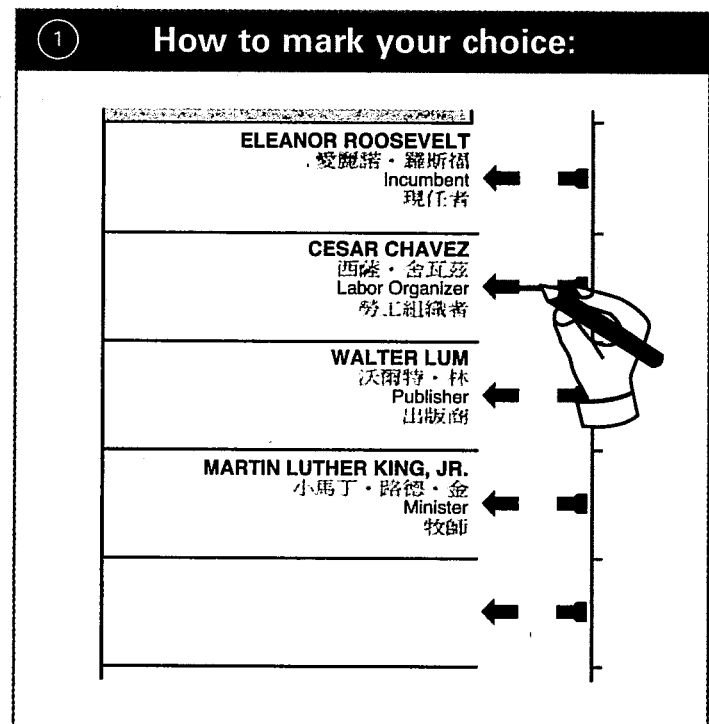 1
How to mark your choice:
ELEANOR ROOSEVELT
愛麗諾・羅斯福
Incumbent
現任者
CESAR CHAVEZ
西薩・舍瓦茲
Labor Organizer
勞工組織者
WALTER LUM
沃爾特・林
Publisher
出版商
MARTIN LUTHER KING, JR.
小馬丁・路德・金
Minister
牧師